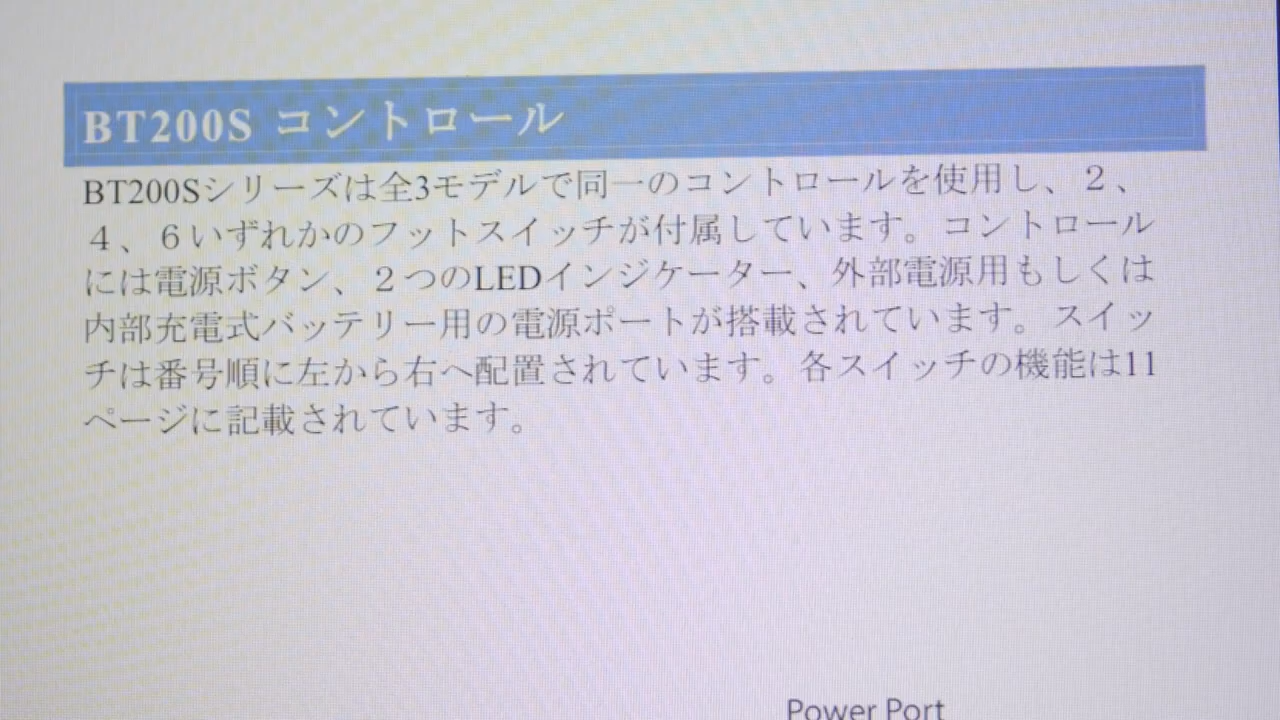 BT200S コントロール
BT200Sシリーズは全3モデルで同一のコントロールを使用し、２、
４、６いずれかのフットスイッチが付属しています。コントロール
には電源ボタン、２つのLEDインジケーター、外部電源用もしくは
内部充電式バッテリー用の電源ポートが搭載されています。スイッ
チは番号順に左から右へ配置されています。各スイッチの機能は11
ページに記載されています。
Power Port